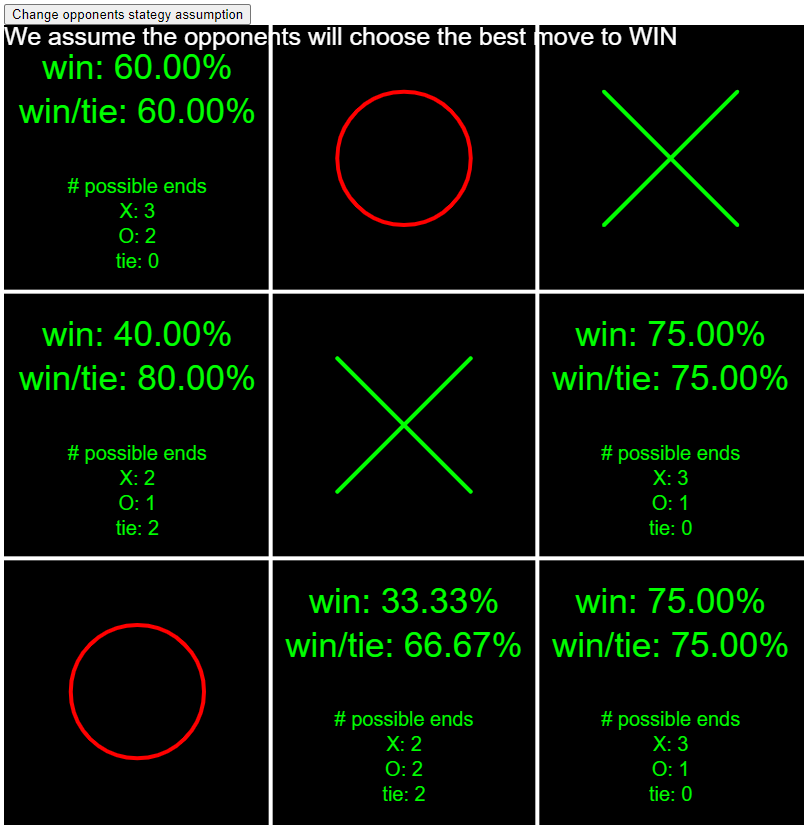 Change opponents stategy assumption
We assume the opponents will choose the best move to WIN
win: 60.00%
win/tie: 60.00%
# possible ends
X: 3
O: 2
tie: 0
win: 40.00%
win/tie: 80.00%
# possible ends
X: 2
O: 1
tie: 2
win: 75.00%
win/tie: 75.00%
# possible ends
X: 3
O: 1
tie: 0
win: 33.33%
win/tie: 66.67%
# possible ends
X: 2
O: 2
tie: 2
win: 75.00%
win/tie: 75.00%
# possible ends
X: 3
O: 1
tie: 0